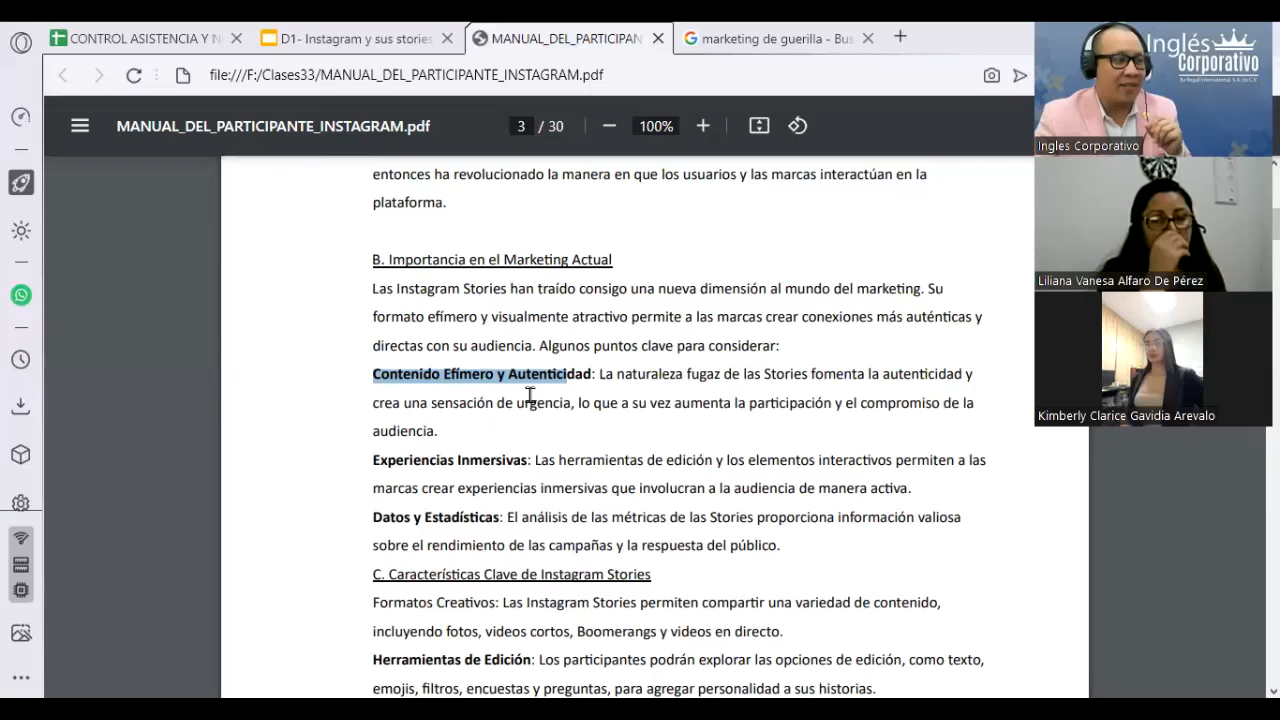 CONTROL ASISTENCIA Y N
D1- Instagram y sus stories
MANUAL_DEL_PARTICIPAN
marketing de guerilla - Bus
file:///F:/Clases33/MANUAL_DEL_PARTICIPANTE_INSTAGRAM.pdf
MANUAL_DEL_PARTICIPANTE_INSTAGRAM.pdf
3 / 30
100%
entonces ha revolucionado la manera en que los usuarios y las marcas interactúan en la
plataforma.
B. Importancia en el Marketing Actual
Las Instagram Stories han traído consigo una nueva dimensión al mundo del marketing. Su
formato efímero y visualmente atractivo permite a las marcas crear conexiones más auténticas y
directas con su audiencia. Algunos puntos clave para considerar:
Contenido Efímero y Autenticidad: La naturaleza fugaz de las Stories fomenta la autenticidad y
crea una sensación de urgencia, lo que a su vez aumenta la participación y el compromiso de la
audiencia.
Experiencias Inmersivas: Las herramientas de edición y los elementos interactivos permiten a las
marcas crear experiencias inmersivas que involucran a la audiencia de manera activa.
Datos y Estadísticas: El análisis de las métricas de las Stories proporciona información valiosa
sobre el rendimiento de las campañas y la respuesta del público.
C. Características Clave de Instagram Stories
Formatos Creativos: Las Instagram Stories permiten compartir una variedad de contenido,
incluyendo fotos, videos cortos, Boomerangs y videos en directo.
Herramientas de Edición: Los participantes podrán explorar las opciones de edición, como texto,
emojis, filtros, encuestas y preguntas, para agregar personalidad a sus historias.
Inglés
Corporativo
By Regal International, S.A. de C.V.
Ingles Corporativo
Liliana Vanesa Alfaro De Pérez
Kimberly Clarice Gavidia Arevalo